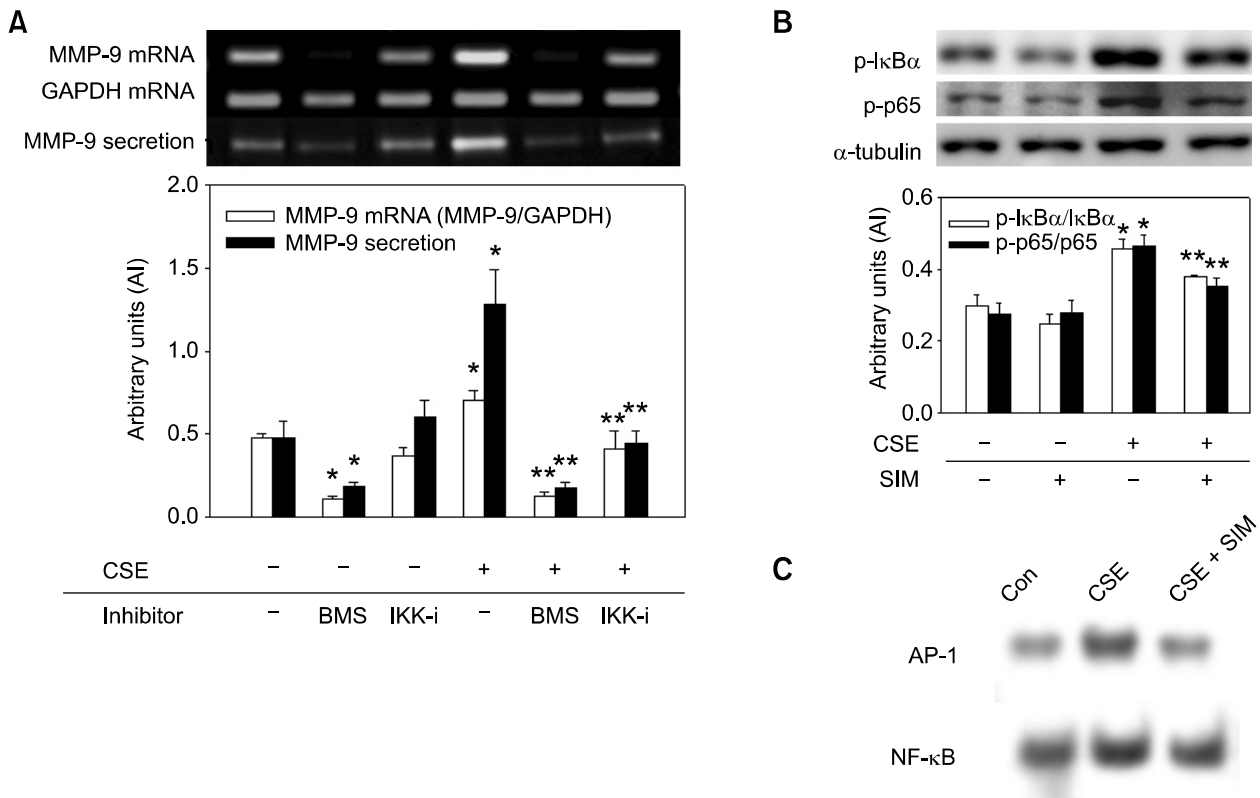 A
MMP-9 mRNA
GAPDH mRNA
MMP-9 secretion
2.0
1.5
1.0
0.5
0.0
Arbitrary units (AI)
MMP-9 mRNA (MMP-9/GAPDH)
MMP-9 secretion
* * * * ** ** ** **
CSE − − − + + +
Inhibitor − BMS IKK-i − BMS IKK-i
B
p-IκBα
p-p65
α-tubulin
0.6
0.4
0.2
0.0
Arbitrary units (AI)
p-IκBα/IκBα
p-p65/p65
* * ** **
CSE − − + +
SIM − + − +
C
Con CSE CSE + SIM
AP-1
NF-κB